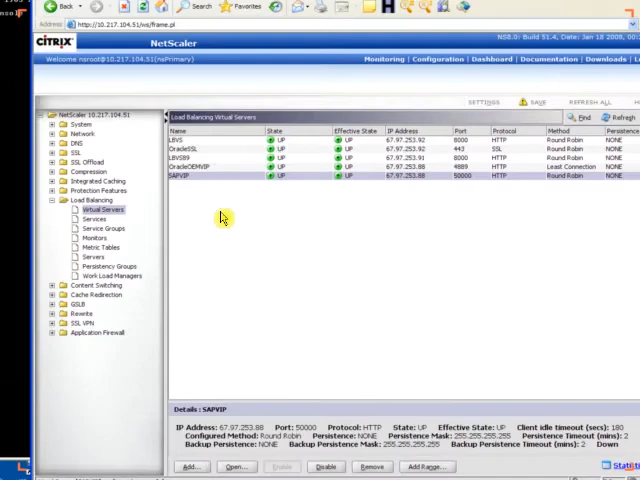 Back
Search
Favorites
Address
http://10.217.104.51/ws/frame.pl
CITRIX
NetScaler
NS8.0: Build 51.4, Date: Jan 18 2008, 00:
Welcome nsroot@10.217.104.51(nsPrimary)
Monitoring | Configuration | Dashboard | Documentation | Downloads | L
SETTINGS
SAVE
REFRESH ALL
NetScaler 10.217.104.51
System
Network
DNS
SSL
SSL Offload
Compression
Integrated Caching
Protection Features
Load Balancing
Virtual Servers
Services
Service Groups
Monitors
Metric Tables
Servers
Persistency Groups
Work Load Managers
Content Switching
Cache Redirection
GSLB
Rewrite
SSL VPN
Application Firewall
Load Balancing Virtual Servers
Find
Refresh
Name State Effective State IP Address Port Protocol Method Persistence
LBVS UP UP 67.97.253.92 8000 HTTP Round Robin NONE
OracleSSL UP UP 67.97.253.92 443 SSL Round Robin NONE
LBVS89 UP UP 67.97.253.91 8000 HTTP Round Robin NONE
OracleOEMVIP UP UP 67.97.253.88 4889 HTTP Least Connection NONE
SAPVIP UP UP 67.97.253.88 50000 HTTP Round Robin NONE
Details : SAPVIP
IP Address: 67.97.253.88 Port: 50000 Protocol: HTTP State: UP Effective State: UP Client idle timeout (secs): 180
Configured Method: Round Robin Persistence: NONE Persistence Mask: 255.255.255.255 Persistence Timeout (mins): 2
Backup Persistence: NONE Backup Persistence Mask: 255.255.255.255 Backup Persistence Timeout (mins): 2 Down
Add...
Open...
Enable
Disable
Remove
Add Range...
Statisti